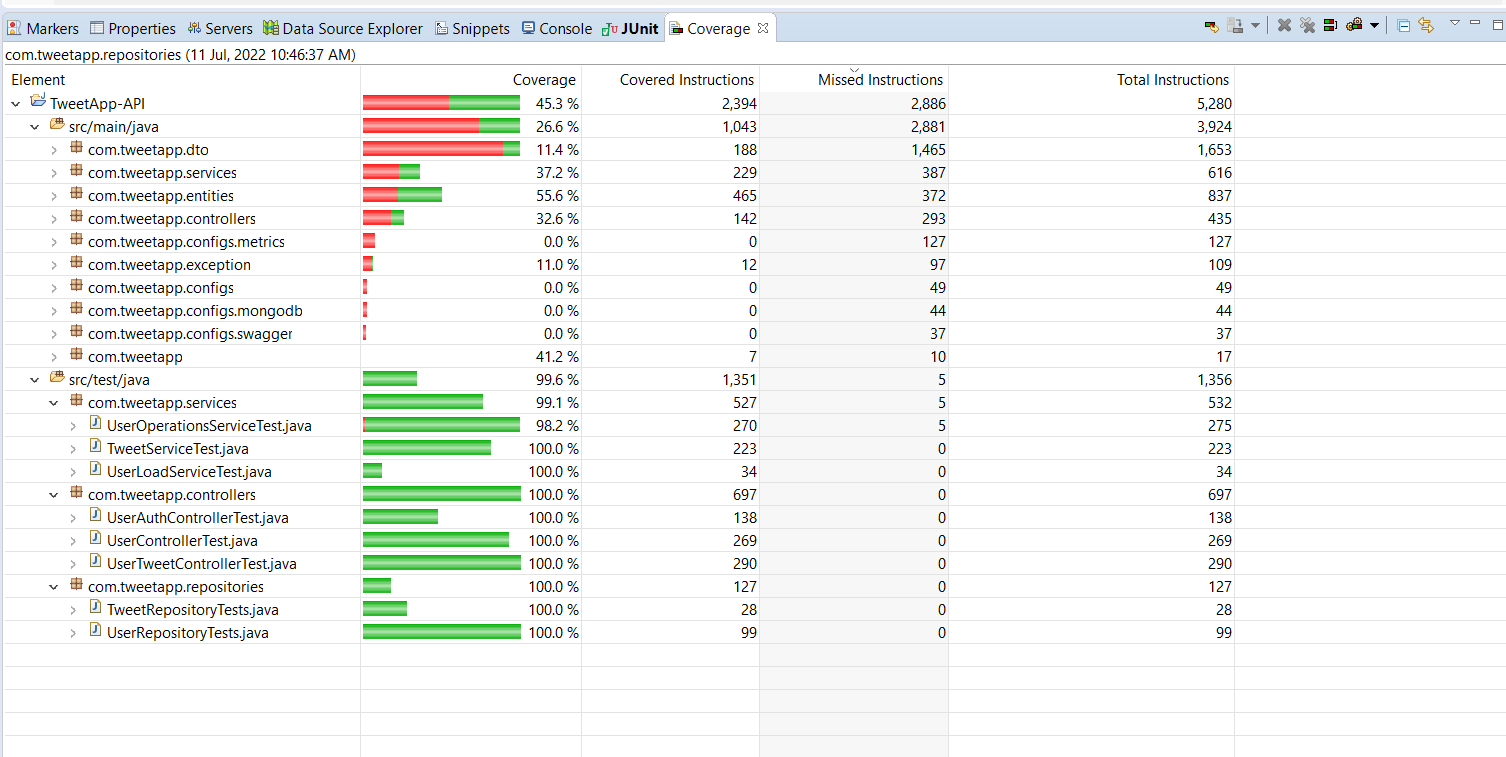 Markers Properties Servers Data Source Explorer Snippets Console JUnit Coverage
com.tweetapp.repositories (11 Jul, 2022 10:46:37 AM)
Element Coverage Covered Instructions Missed Instructions Total Instructions
TweetApp-API 45.3 % 2,394 2,886 5,280
src/main/java 26.6 % 1,043 2,881 3,924
com.tweetapp.dto 11.4 % 188 1,465 1,653
com.tweetapp.services 37.2 % 229 387 616
com.tweetapp.entities 55.6 % 465 372 837
com.tweetapp.controllers 32.6 % 142 293 435
com.tweetapp.configs.metrics 0.0 % 0 127 127
com.tweetapp.exception 11.0 % 12 97 109
com.tweetapp.configs 0.0 % 0 49 49
com.tweetapp.configs.mongodb 0.0 % 0 44 44
com.tweetapp.configs.swagger 0.0 % 0 37 37
com.tweetapp 41.2 % 7 10 17
src/test/java 99.6 % 1,351 5 1,356
com.tweetapp.services 99.1 % 527 5 532
UserOperationsServiceTest.java 98.2 % 270 5 275
TweetServiceTest.java 100.0 % 223 0 223
UserLoadServiceTest.java 100.0 % 34 0 34
com.tweetapp.controllers 100.0 % 697 0 697
UserAuthControllerTest.java 100.0 % 138 0 138
UserControllerTest.java 100.0 % 269 0 269
UserTweetControllerTest.java 100.0 % 290 0 290
com.tweetapp.repositories 100.0 % 127 0 127
TweetRepositoryTests.java 100.0 % 28 0 28
UserRepositoryTests.java 100.0 % 99 0 99